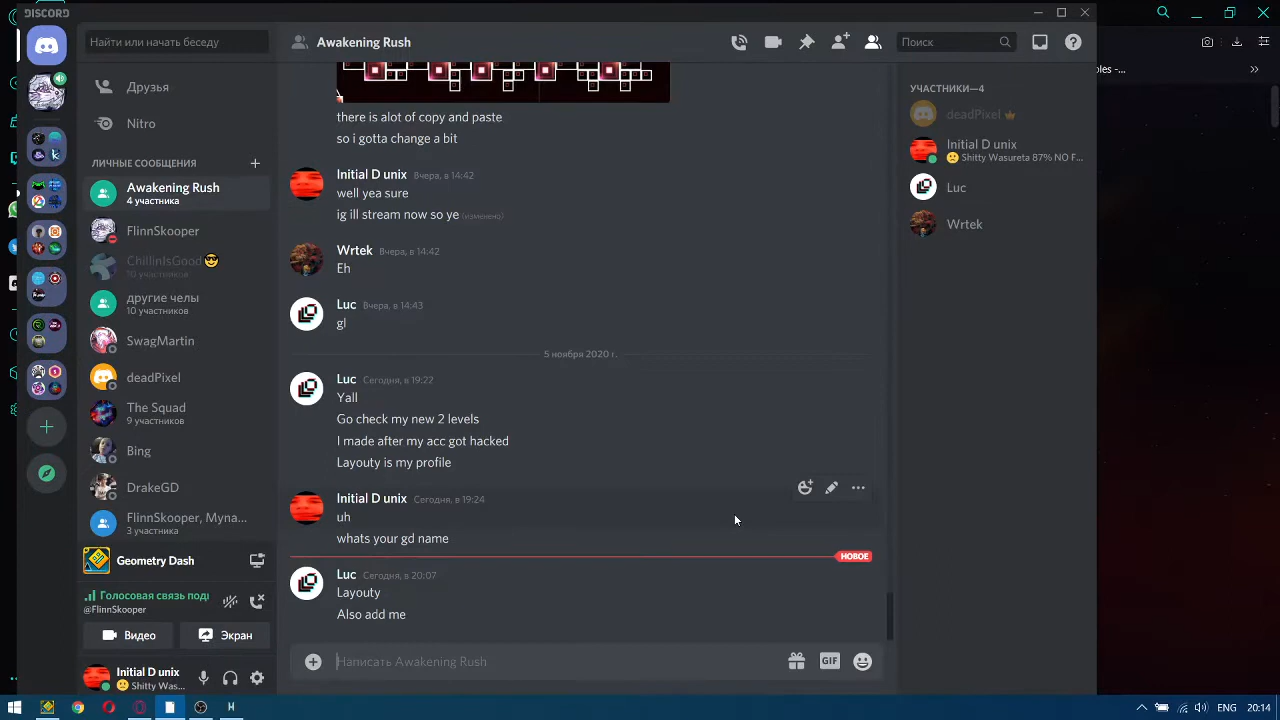 DISCORD
Найти или начать беседу
Awakening Rush
Поиск
Друзья
Nitro
ЛИЧНЫЕ СООБЩЕНИЯ
Awakening Rush
4 участника
FlinnSkooper
ChillinIsGood
10 участников
другие челы
10 участников
SwagMartin
deadPixel
The Squad
9 участников
Bing
DrakeGD
FlinnSkooper, Myna...
3 участника
Geometry Dash
Голосовая связь поді
@FlinnSkooper
Видео
Экран
Initial D unix
Shitty Was...
there is alot of copy and paste
so i gotta change a bit
Initial D unix Вчера, в 14:42
well yea sure
ig ill stream now so ye (изменено)
Wrtek Вчера, в 14:42
Eh
Luc Вчера, в 14:43
gl
5 ноября 2020 г.
Luc Сегодня, в 19:22
Yall
Go check my new 2 levels
I made after my acc got hacked
Layouty is my profile
Initial D unix Сегодня, в 19:24
uh
whats your gd name
НОВОЕ
Luc Сегодня, в 20:07
Layouty
Also add me
Написать Awakening Rush
GIF
УЧАСТНИКИ—4
deadPixel
Initial D unix
Shitty Wasureta 87% NO F...
Luc
Wrtek
ples -...
H
ENG
20:14